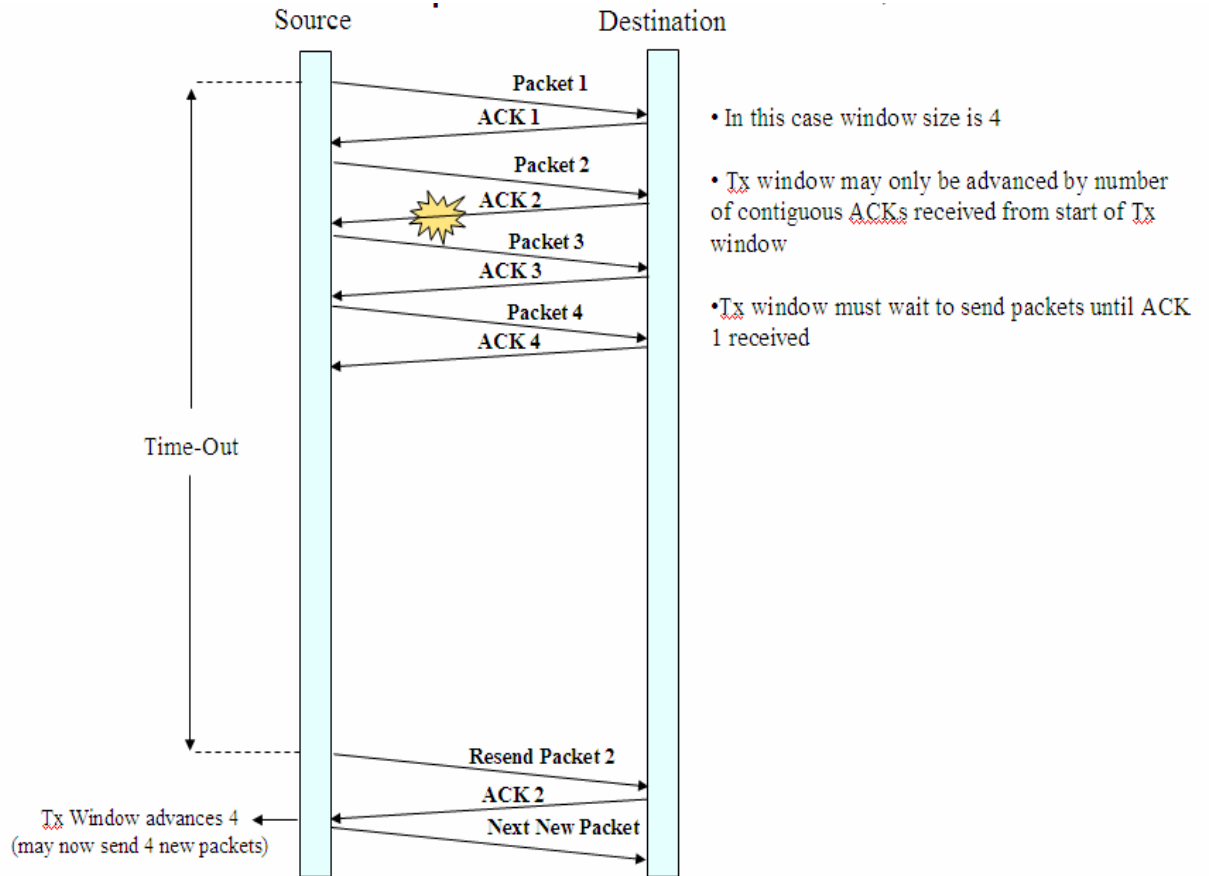 Source
Destination
Packet 1
ACK 1
Packet 2
ACK 2
Packet 3
ACK 3
Packet 4
ACK 4
• In this case window size is 4
• Tx window may only be advanced by number
of contiguous ACKs received from start of Tx
window
•Tx window must wait to send packets until ACK
1 received
Time-Out
Resend Packet 2
ACK 2
Next New Packet
Tx Window advances 4
(may now send 4 new packets)